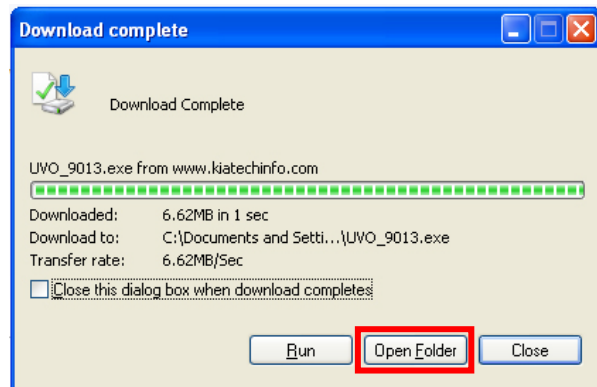 Download complete
Download Complete
UVO_9013.exe from www.kiatechinfo.com
Downloaded: 6.62MB in 1 sec
Download to: C:\Documents and Setti...\UVO_9013.exe
Transfer rate: 6.62MB/Sec
Close this dialog box when download completes
Run Open Folder Close